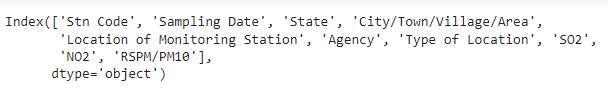 Index(['Stn Code', 'Sampling Date', 'State', 'City/Town/Village/Area',
'Location of Monitoring Station', 'Agency', 'Type of Location', 'SO2',
'NO2', 'RSPM/PM10'],
dtype='object')